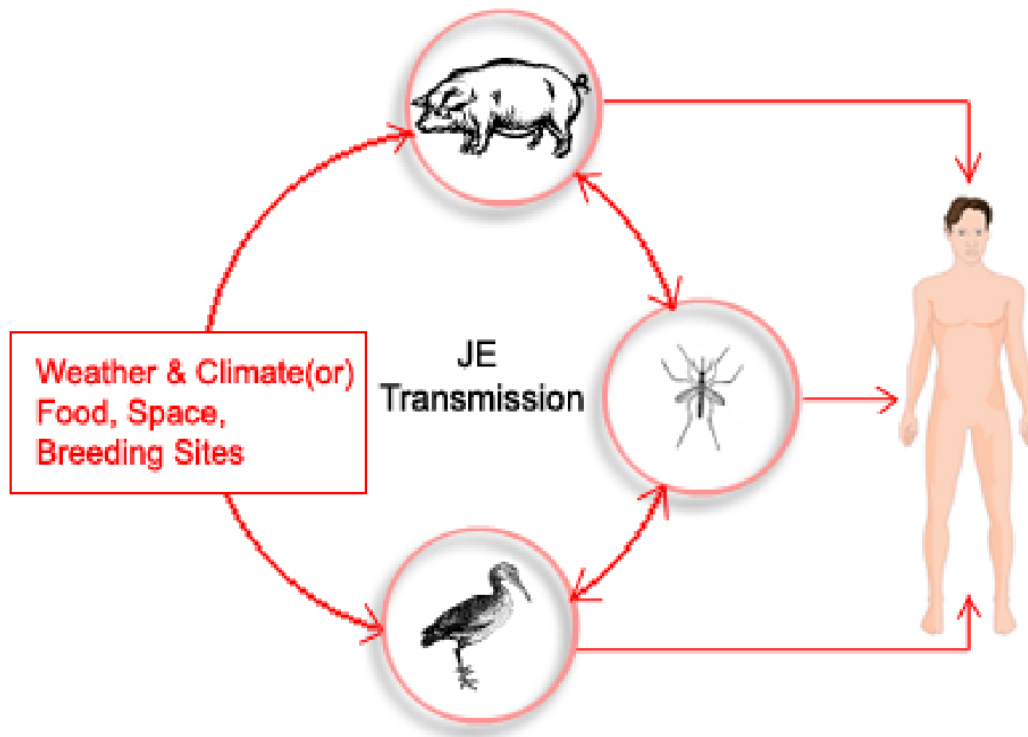 Weather & Climate(or)
Food, Space,
Breeding Sites
JE
Transmission